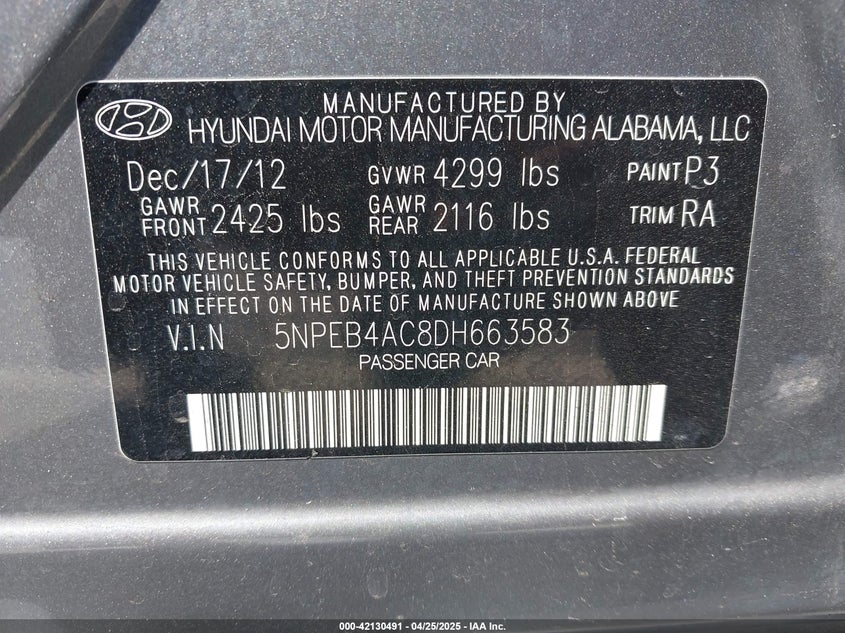 MANUFACTURED BY
HYUNDAI MOTOR MANUFACTURING ALABAMA, LLC
Dec/17/12 GVWR 4299 lbs PAINT P3
GAWR FRONT 2425 lbs GAWR REAR 2116 lbs TRIM RA
THIS VEHICLE CONFORMS TO ALL APPLICABLE U.S.A. FEDERAL
MOTOR VEHICLE SAFETY, BUMPER, AND THEFT PREVENTION STANDARDS
IN EFFECT ON THE DATE OF MANUFACTURE SHOWN ABOVE
V.I.N 5NPEB4AC8DH663583
PASSENGER CAR
000-42130491 - 04/25/2025 - IAA Inc.